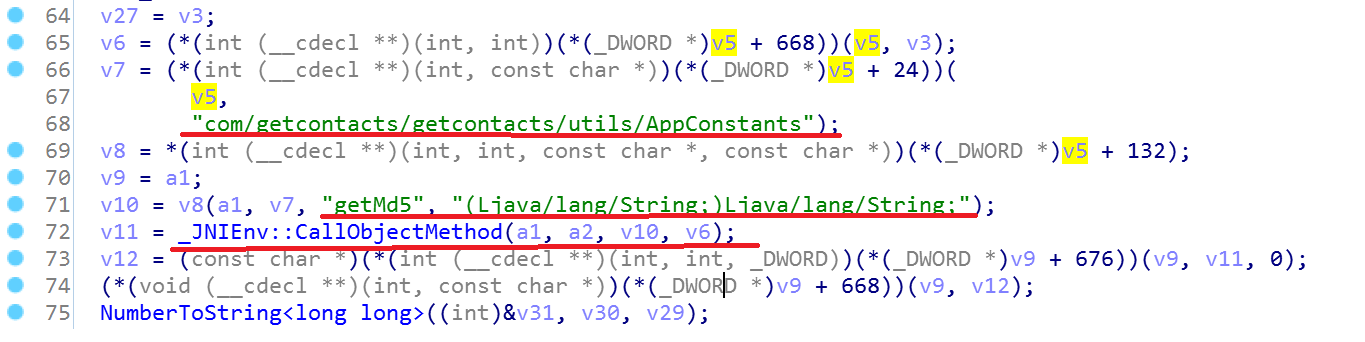 64 v27 = v3;
65 v6 = (*(int (__cdecl **)(int, int))(*(_DWORD *)v5 + 668))(v5, v3);
66 v7 = (*(int (__cdecl **)(int, const char *))(*(_DWORD *)v5 + 24))(
67 v5,
68 "com/getcontacts/getcontacts/utils/AppConstants");
69 v8 = *(int (__cdecl **)(int, int, const char *, const char *))(*(_DWORD *)v5 + 132);
70 v9 = a1;
71 v10 = v8(a1, v7, "getMd5", "(Ljava/lang/String;)Ljava/lang/String;");
72 v11 = _JNIEnv::CallObjectMethod(a1, a2, v10, v6);
73 v12 = (const char *)(*(int (__cdecl **)(int, int, _DWORD))(*(_DWORD *)v9 + 676))(v9, v11, 0);
74 (*(void (__cdecl **)(int, const char *))(*(_DWORD *)v9 + 668))(v9, v12);
75 NumberToString<long long>((int)&v31, v30, v29);